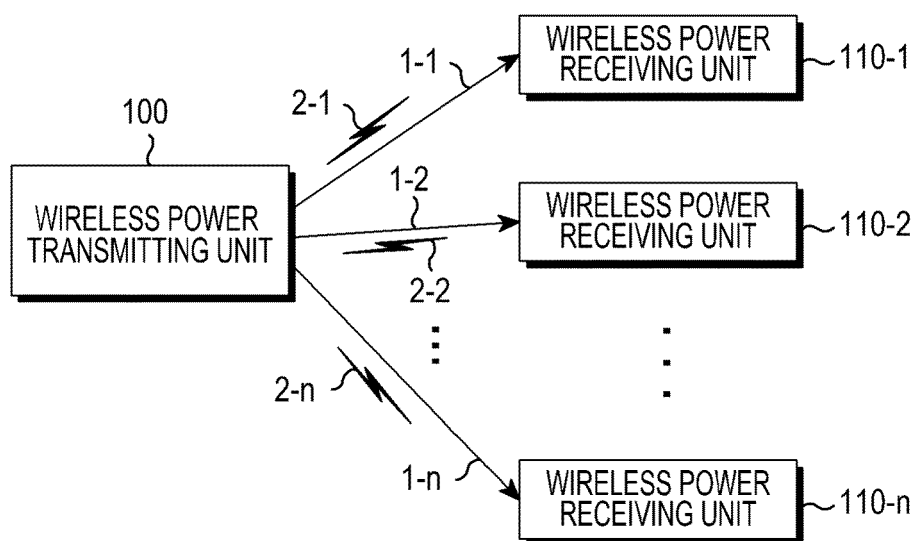 WIRELESS POWER
RECEIVING UNIT
110-1
1-1
2-1
100
WIRELESS POWER
TRANSMITTING UNIT
1-2
WIRELESS POWER
RECEIVING UNIT
110-2
2-2
2-n
1-n
WIRELESS POWER
RECEIVING UNIT
110-n